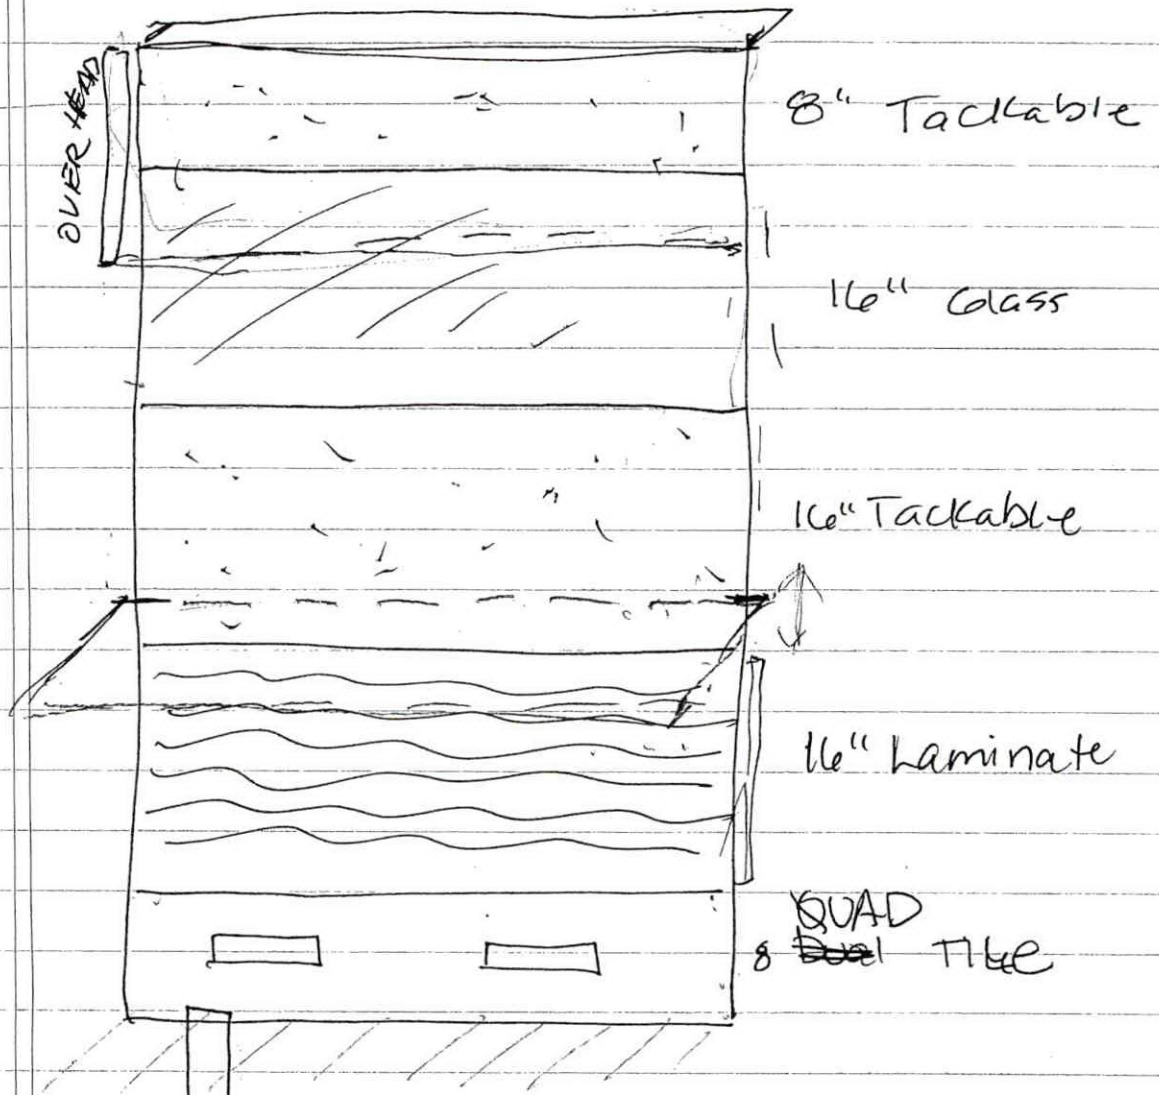 OVER HEAD
8" Tackable
16" Glass
16" Tackable
16" Laminate
QUAD
8 Dual TILE